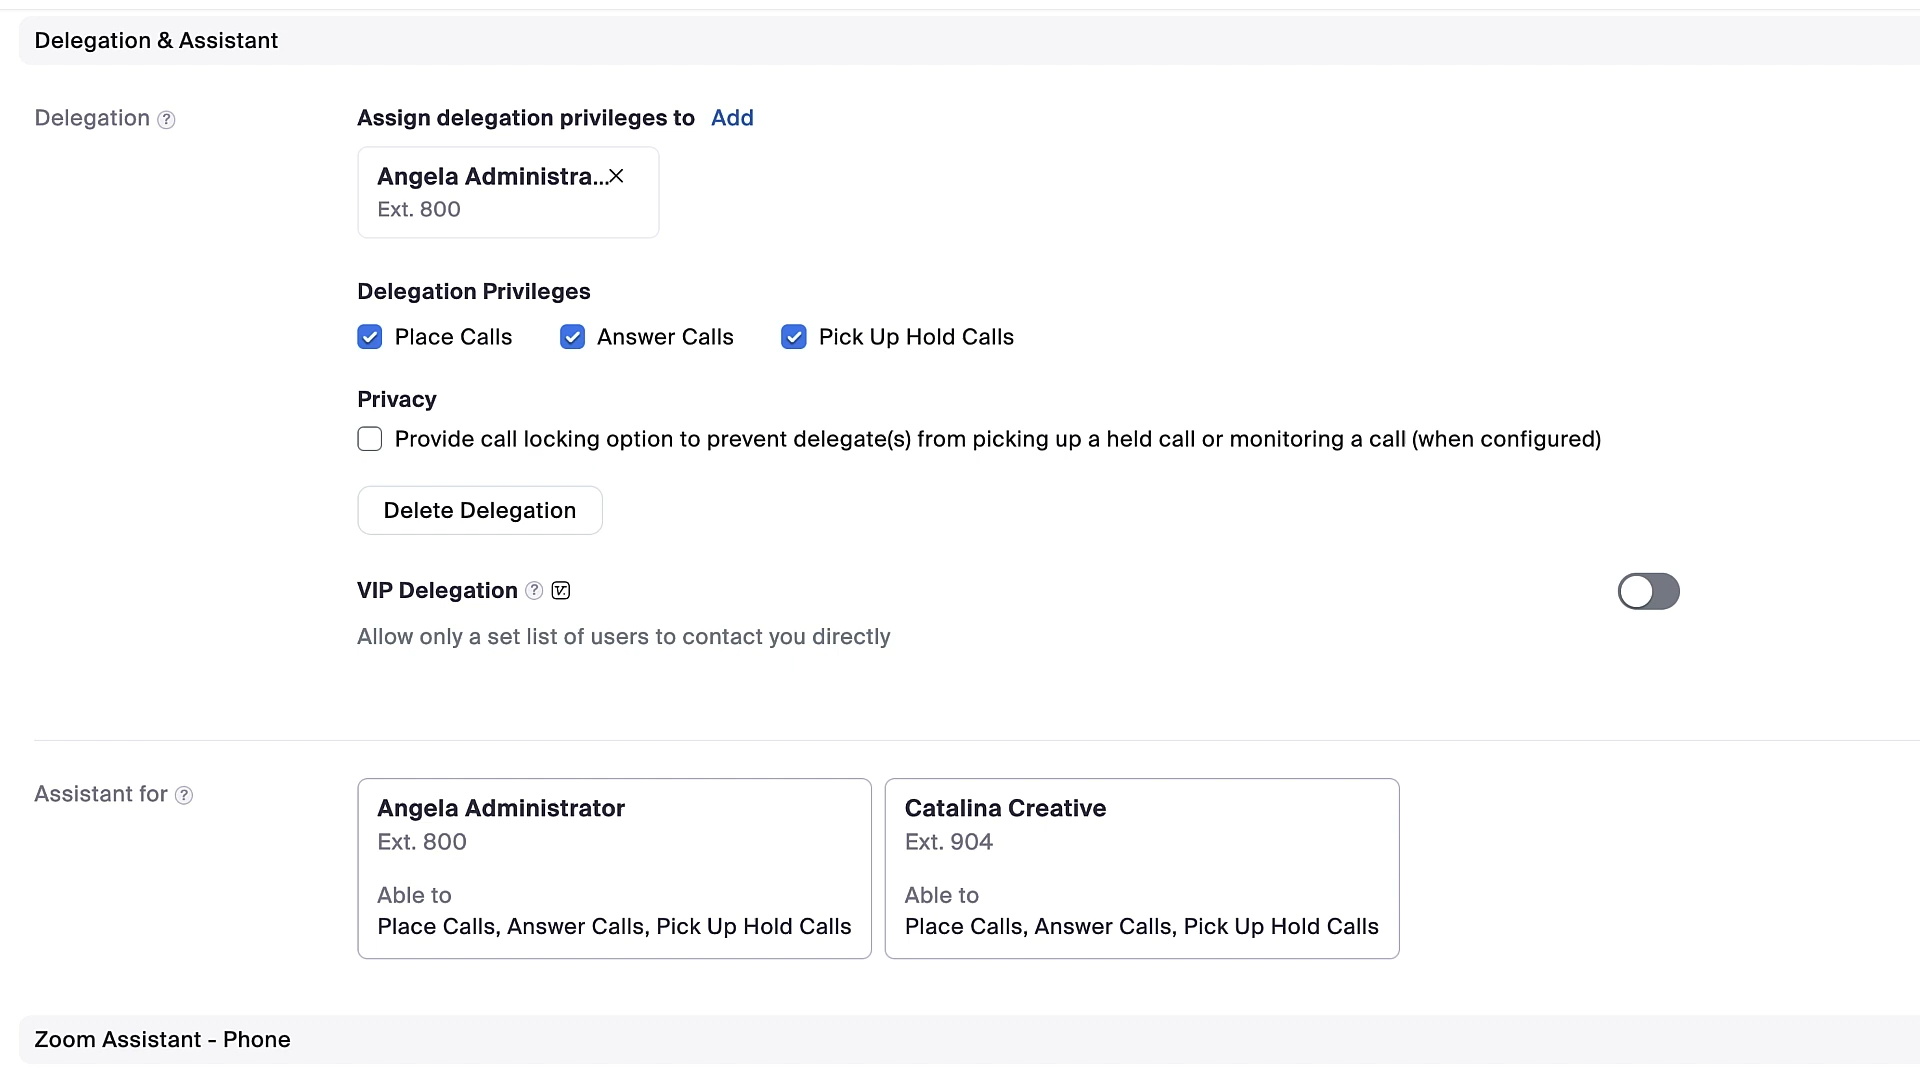 Delegation & Assistant
Delegation ?
Assign delegation privileges to Add
Angela Administra...
Ext. 800
Delegation Privileges
Place Calls Answer Calls Pick Up Hold Calls
Privacy
Provide call locking option to prevent delegate(s) from picking up a held call or monitoring a call (when configured)
Delete Delegation
VIP Delegation ?
Allow only a set list of users to contact you directly
Assistant for ?
Angela Administrator
Ext. 800
Able to
Place Calls, Answer Calls, Pick Up Hold Calls
Catalina Creative
Ext. 904
Able to
Place Calls, Answer Calls, Pick Up Hold Calls
Zoom Assistant - Phone